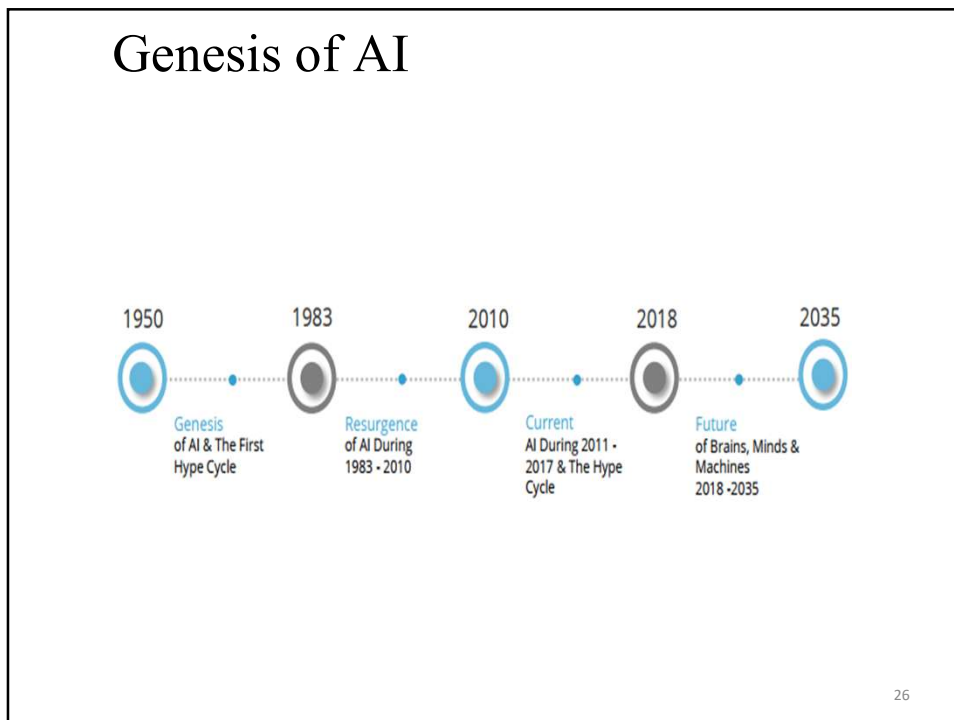 Genesis of AI
1950
1983
2010
2018
2035
Genesis
of AI & The First
Hype Cycle
Resurgence
of AI During
1983 - 2010
Current
AI During 2011 -
2017 & The Hype
Cycle
Future
of Brains, Minds &
Machines
2018 -2035
26